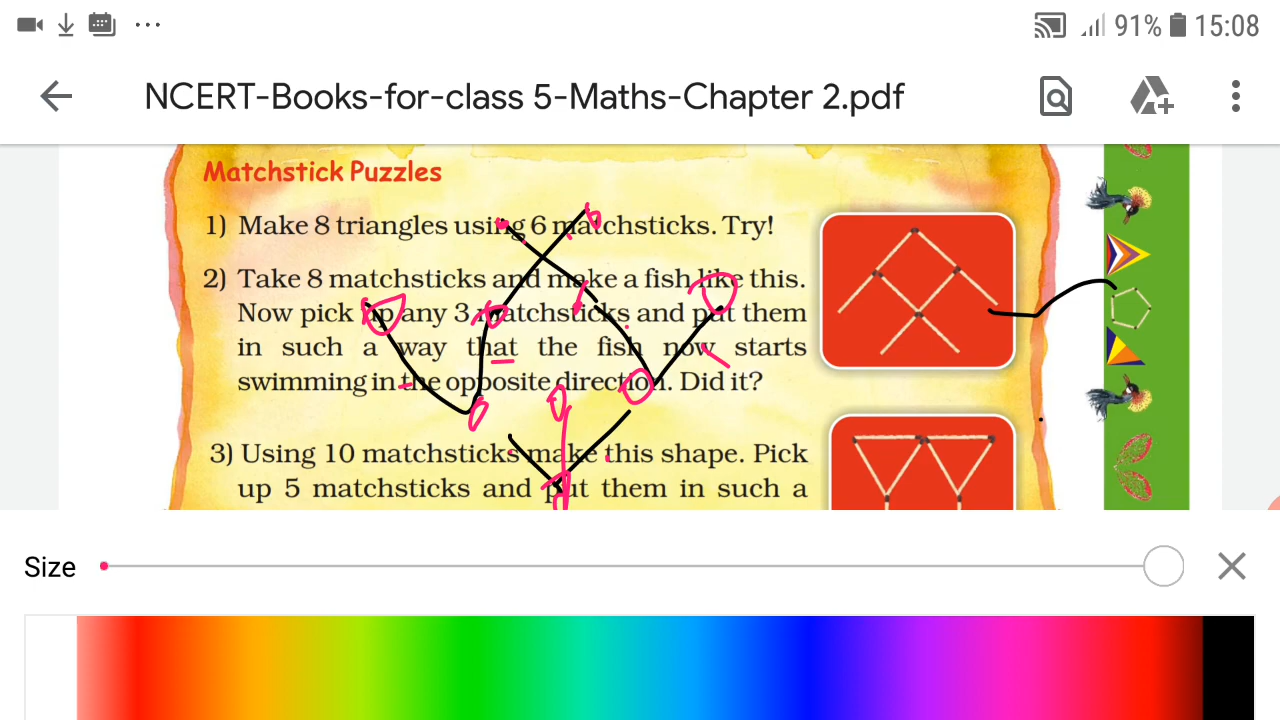 91% 15:08
NCERT-Books-for-class 5-Maths-Chapter 2.pdf
Matchstick Puzzles
1) Make 8 triangles using 6 matchsticks. Try!
2) Take 8 matchsticks and make a fish like this.
Now pick up any 3 matchsticks and put them
in such a way that the fish now starts
swimming in the opposite direction. Did it?
3) Using 10 matchsticks make this shape. Pick
up 5 matchsticks and put them in such a
Size